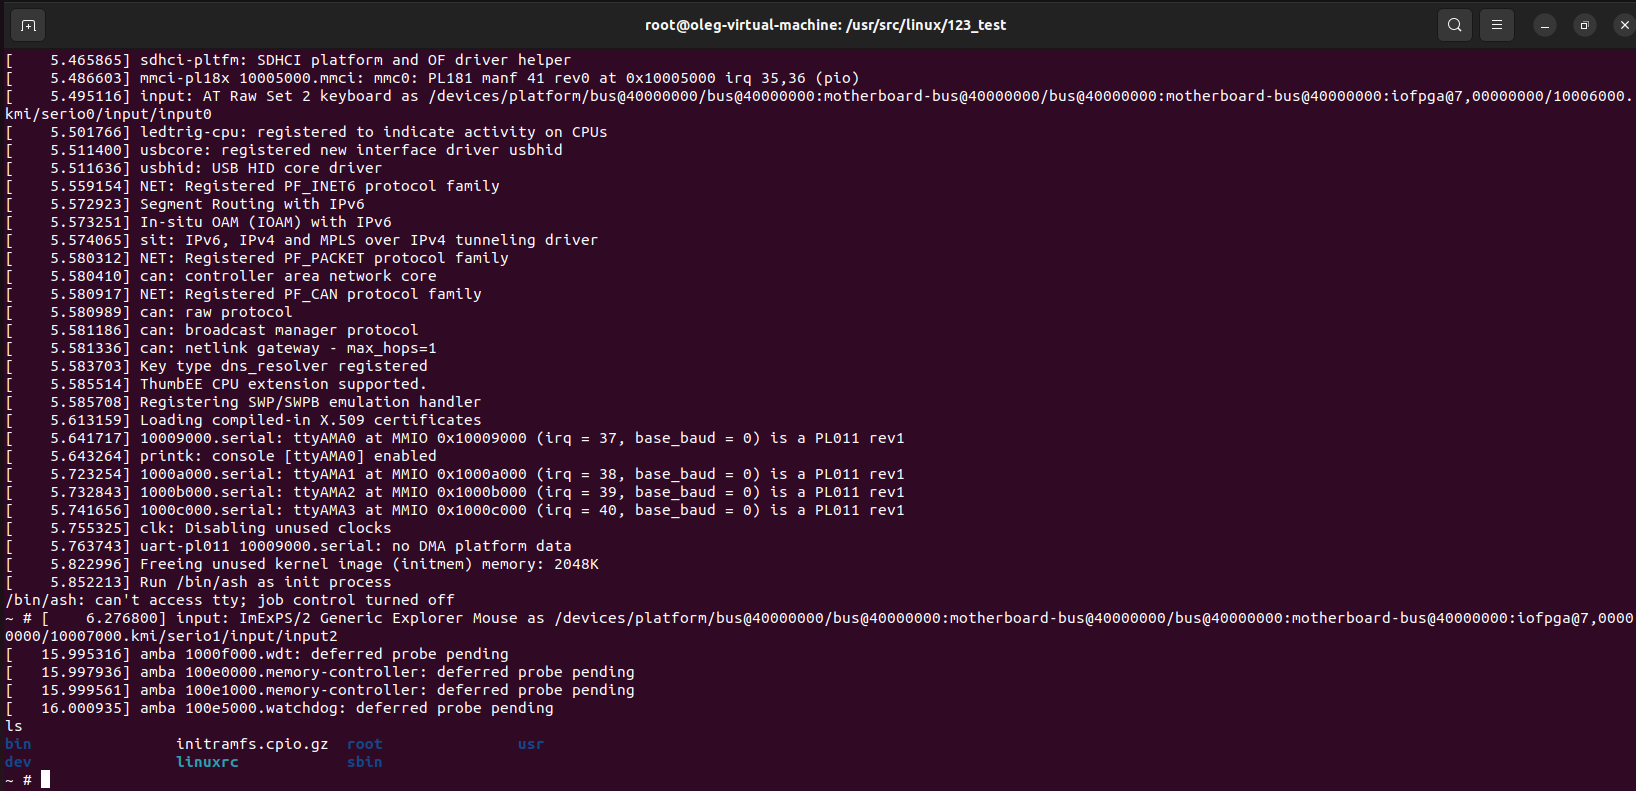 root@oleg-virtual-machine: /usr/src/linux/123_test
[    5.465865] sdhci-pltfm: SDHCI platform and OF driver helper
[    5.486603] mmci-pl18x 10005000.mmci: mmc0: PL181 manf 41 rev0 at 0x10005000 irq 35,36 (pio)
[    5.495116] input: AT Raw Set 2 keyboard as /devices/platform/bus@40000000/bus@40000000:motherboard-bus@40000000/bus@40000000:motherboard-bus@40000000:iofpga@7,00000000/10006000.
kmi/serio0/input/input0
[    5.501766] ledtrig-cpu: registered to indicate activity on CPUs
[    5.511400] usbcore: registered new interface driver usbhid
[    5.511636] usbhid: USB HID core driver
[    5.559154] NET: Registered PF_INET6 protocol family
[    5.572923] Segment Routing with IPv6
[    5.573251] In-situ OAM (IOAM) with IPv6
[    5.574065] sit: IPv6, IPv4 and MPLS over IPv4 tunneling driver
[    5.580312] NET: Registered PF_PACKET protocol family
[    5.580410] can: controller area network core
[    5.580917] NET: Registered PF_CAN protocol family
[    5.580989] can: raw protocol
[    5.581186] can: broadcast manager protocol
[    5.581336] can: netlink gateway - max_hops=1
[    5.583703] Key type dns_resolver registered
[    5.585514] ThumbEE CPU extension supported.
[    5.585708] Registering SWP/SWPB emulation handler
[    5.613159] Loading compiled-in X.509 certificates
[    5.641717] 10009000.serial: ttyAMA0 at MMIO 0x10009000 (irq = 37, base_baud = 0) is a PL011 rev1
[    5.643264] printk: console [ttyAMA0] enabled
[    5.723254] 1000a000.serial: ttyAMA1 at MMIO 0x1000a000 (irq = 38, base_baud = 0) is a PL011 rev1
[    5.732843] 1000b000.serial: ttyAMA2 at MMIO 0x1000b000 (irq = 39, base_baud = 0) is a PL011 rev1
[    5.741656] 1000c000.serial: ttyAMA3 at MMIO 0x1000c000 (irq = 40, base_baud = 0) is a PL011 rev1
[    5.755325] clk: Disabling unused clocks
[    5.763743] uart-pl011 10009000.serial: no DMA platform data
[    5.822996] Freeing unused kernel image (initmem) memory: 2048K
[    5.852213] Run /bin/ash as init process
/bin/ash: can't access tty; job control turned off
~ # [    6.276800] input: ImExPS/2 Generic Explorer Mouse as /devices/platform/bus@40000000/bus@40000000:motherboard-bus@40000000/bus@40000000:motherboard-bus@40000000:iofpga@7,0000
0000/10007000.kmi/serio1/input/input2
[   15.995316] amba 1000f000.wdt: deferred probe pending
[   15.997936] amba 100e0000.memory-controller: deferred probe pending
[   15.999561] amba 100e1000.memory-controller: deferred probe pending
[   16.000935] amba 100e5000.watchdog: deferred probe pending
ls
bin                initramfs.cpio.gz  root               usr
dev                linuxrc            sbin
~ #